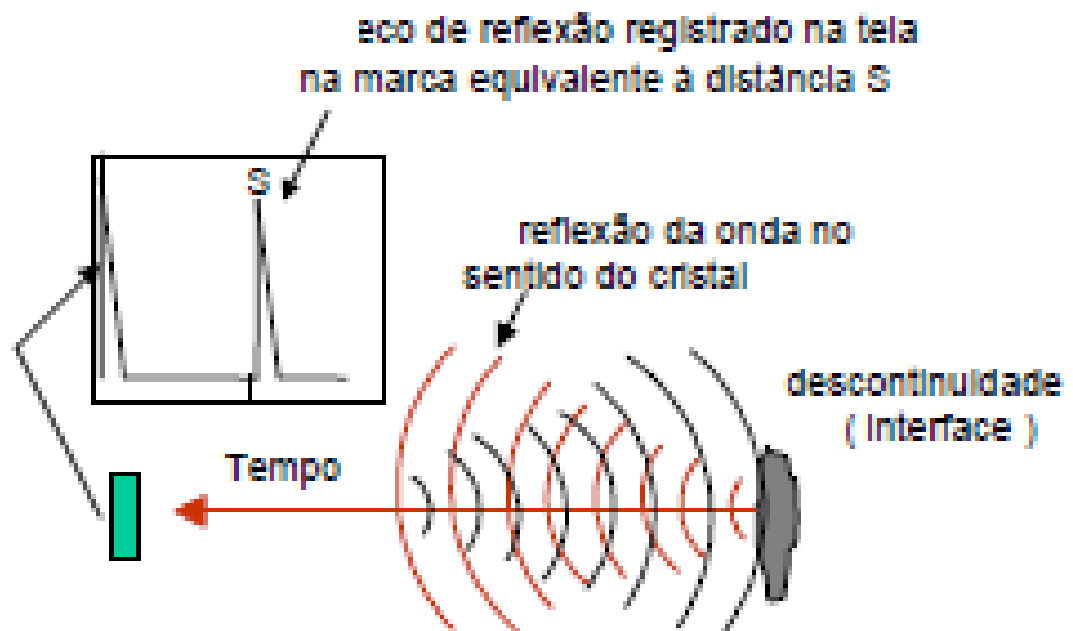 eco de reflexão registrado na tela
na marca equivalente à distância S
S
reflexão da onda no
sentido do cristal
descontinuidade
( interface )
Tempo